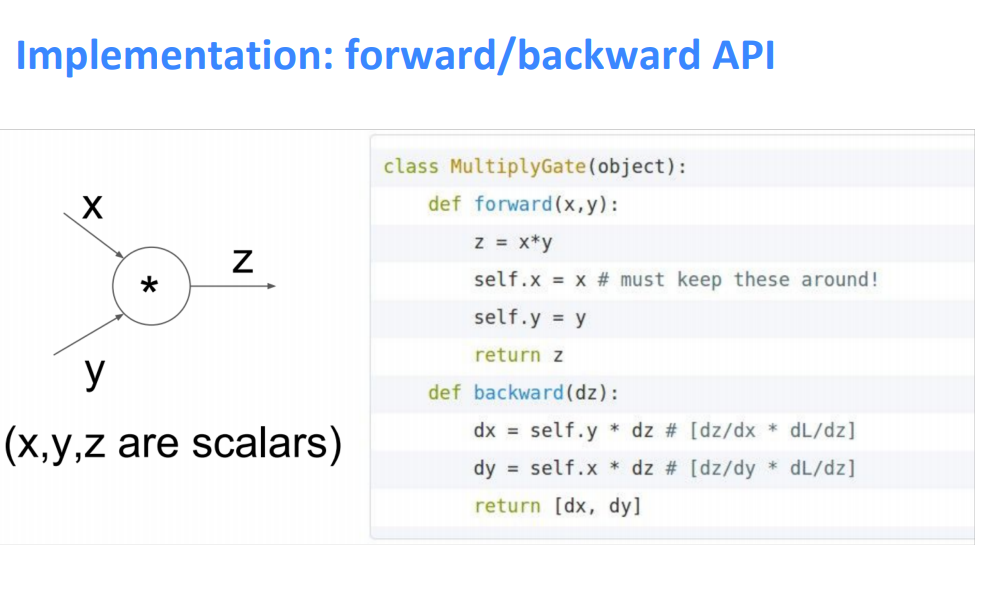 Implementation: forward/backward API
x
z
*
y
(x,y,z are scalars)
class MultiplyGate(object):
    def forward(x,y):
        z = x*y
        self.x = x # must keep these around!
        self.y = y
        return z
    def backward(dz):
        dx = self.y * dz # [dz/dx * dL/dz]
        dy = self.x * dz # [dz/dy * dL/dz]
        return [dx, dy]